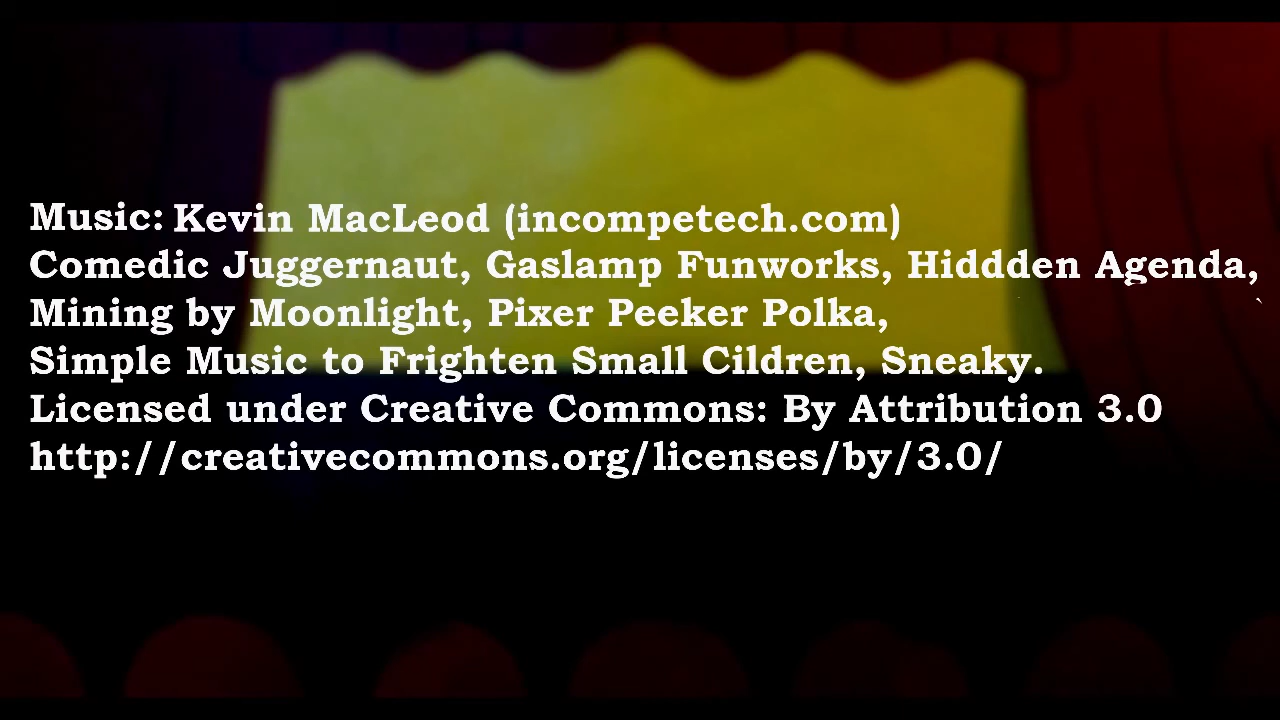 Music: Kevin MacLeod (incompetech.com)
Comedic Juggernaut, Gaslamp Funworks, Hiddden Agenda,
Mining by Moonlight, Pixer Peeker Polka,
Simple Music to Frighten Small Cildren, Sneaky.
Licensed under Creative Commons: By Attribution 3.0
http://creativecommons.org/licenses/by/3.0/